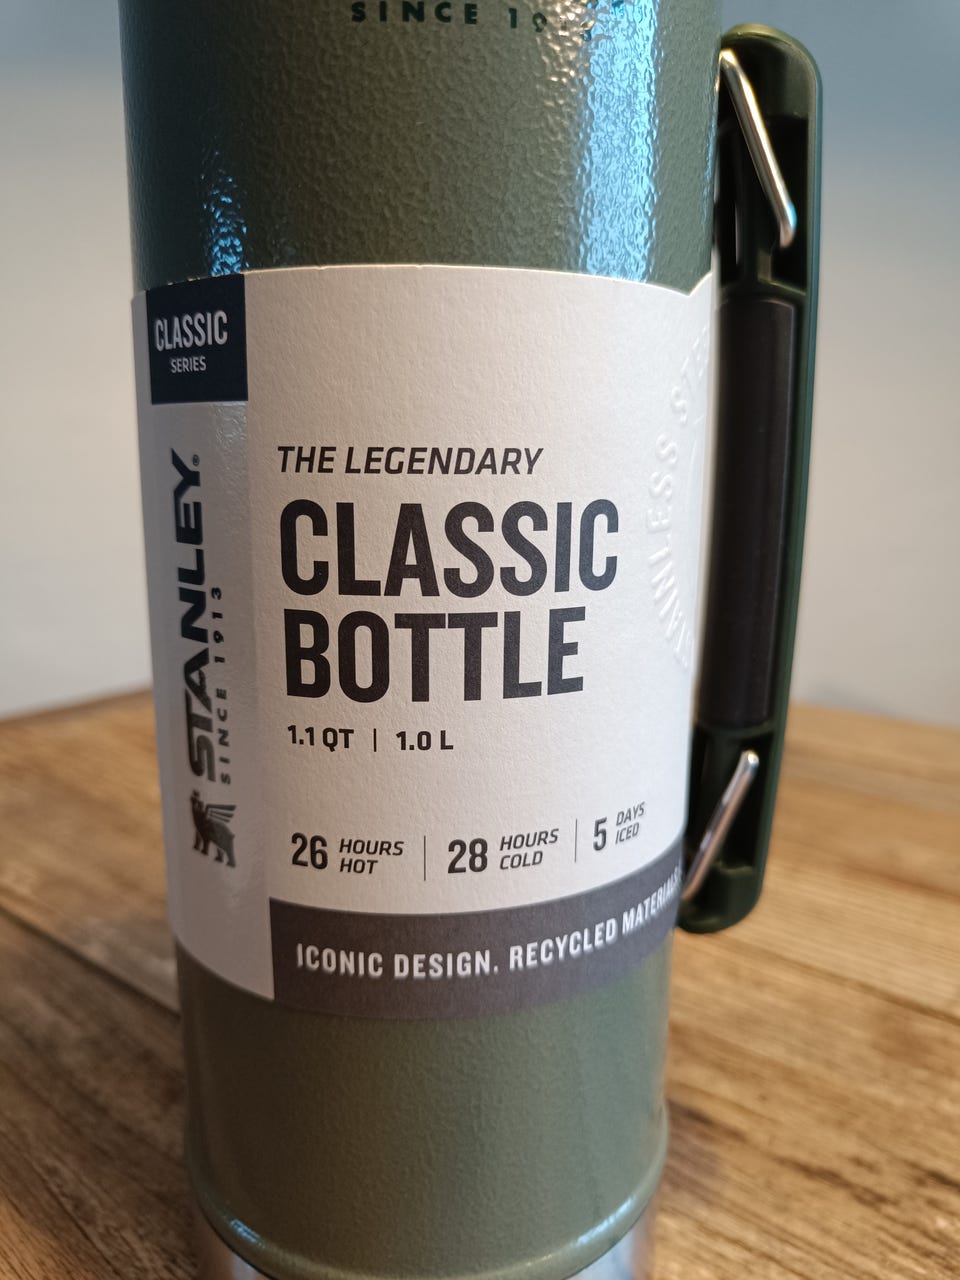 SINCE 19
CLASSIC
SERIES
STANLEY®
SINCE 1913
THE LEGENDARY
CLASSIC
BOTTLE
1.1 QT | 1.0 L
26 HOURS HOT | 28 HOURS COLD | 5 DAYS ICED
ICONIC DESIGN. RECYCLED MATERIALS